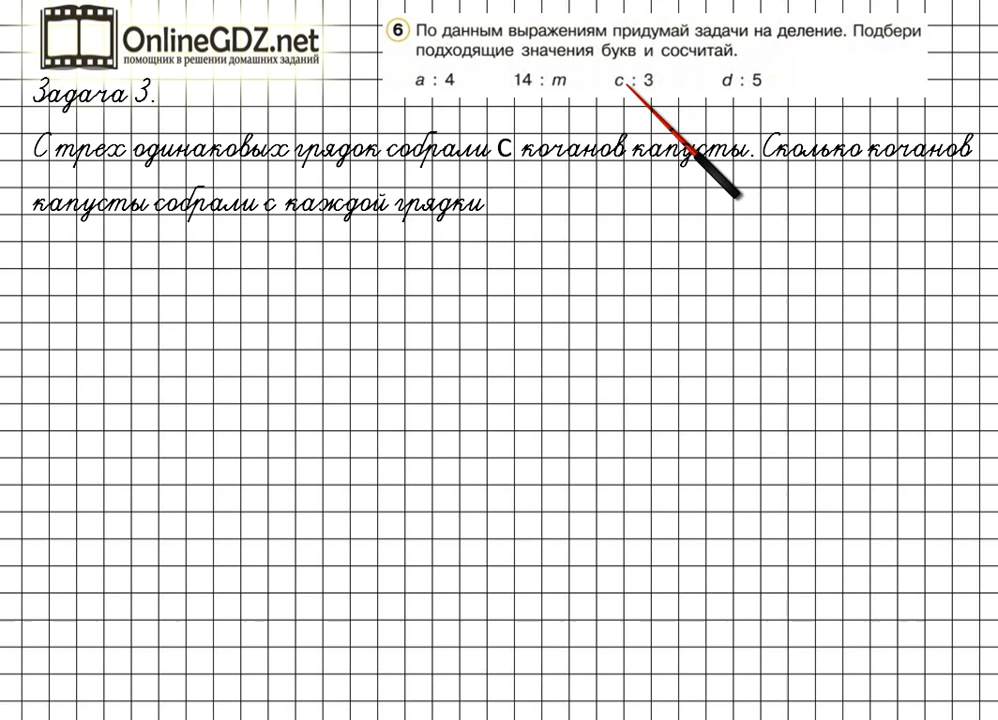 OnlineGDZ.net
помощник в решении домашних заданий
6 По данным выражениям придумай задачи на деление. Подбери
подходящие значения букв и сосчитай.
a : 4 14 : m c : 3 d : 5
Задача 3.
С трех одинаковых грядок собрали С кочанов капусты. Сколько кочанов
капусты собрали с каждой грядки